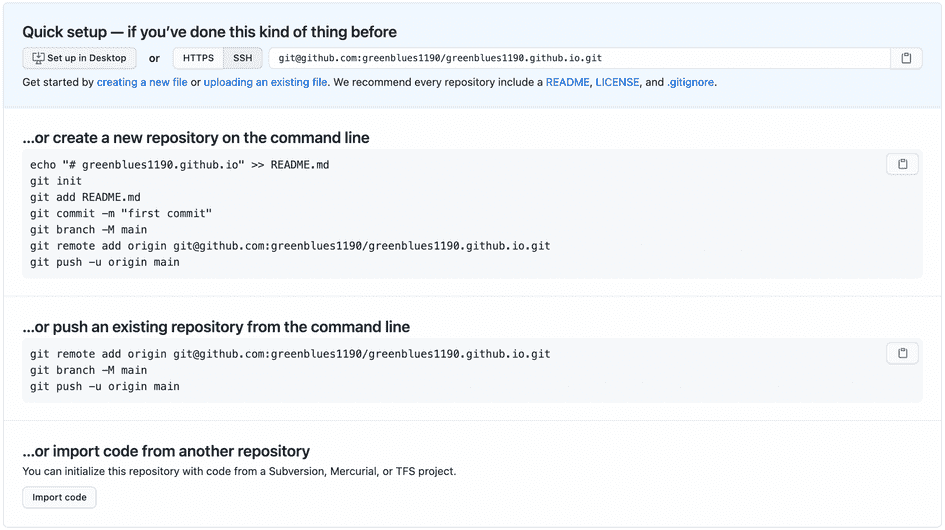 Quick setup — if you’ve done this kind of thing before
Set up in Desktop or HTTPS SSH git@github.com:greenblues1190/greenblues1190.github.io.git
Get started by creating a new file or uploading an existing file. We recommend every repository include a README, LICENSE, and .gitignore.
…or create a new repository on the command line
echo "# greenblues1190.github.io" >> README.md
git init
git add README.md
git commit -m "first commit"
git branch -M main
git remote add origin git@github.com:greenblues1190/greenblues1190.github.io.git
git push -u origin main
…or push an existing repository from the command line
git remote add origin git@github.com:greenblues1190/greenblues1190.github.io.git
git branch -M main
git push -u origin main
…or import code from another repository
You can initialize this repository with code from a Subversion, Mercurial, or TFS project.
Import code